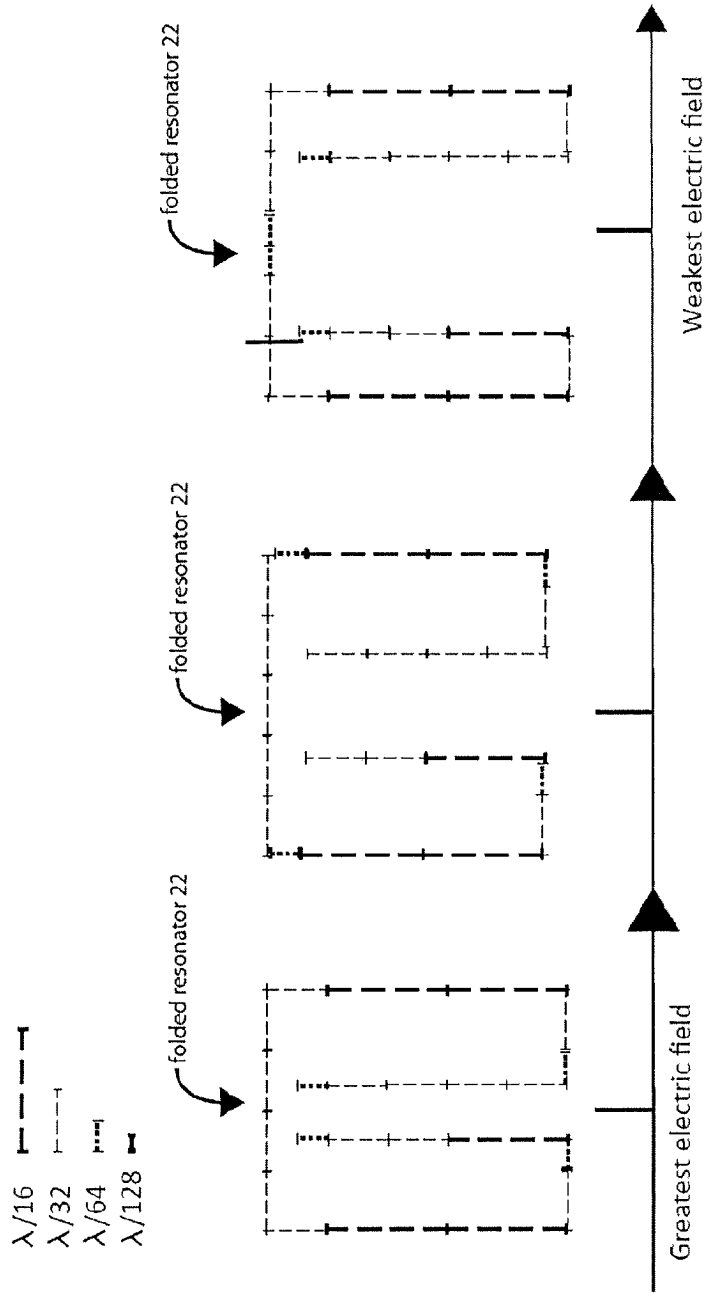 λ/16
λ/32
λ/64
λ/128
folded resonator 22
folded resonator 22
folded resonator 22
Greatest electric field
Weakest electric field